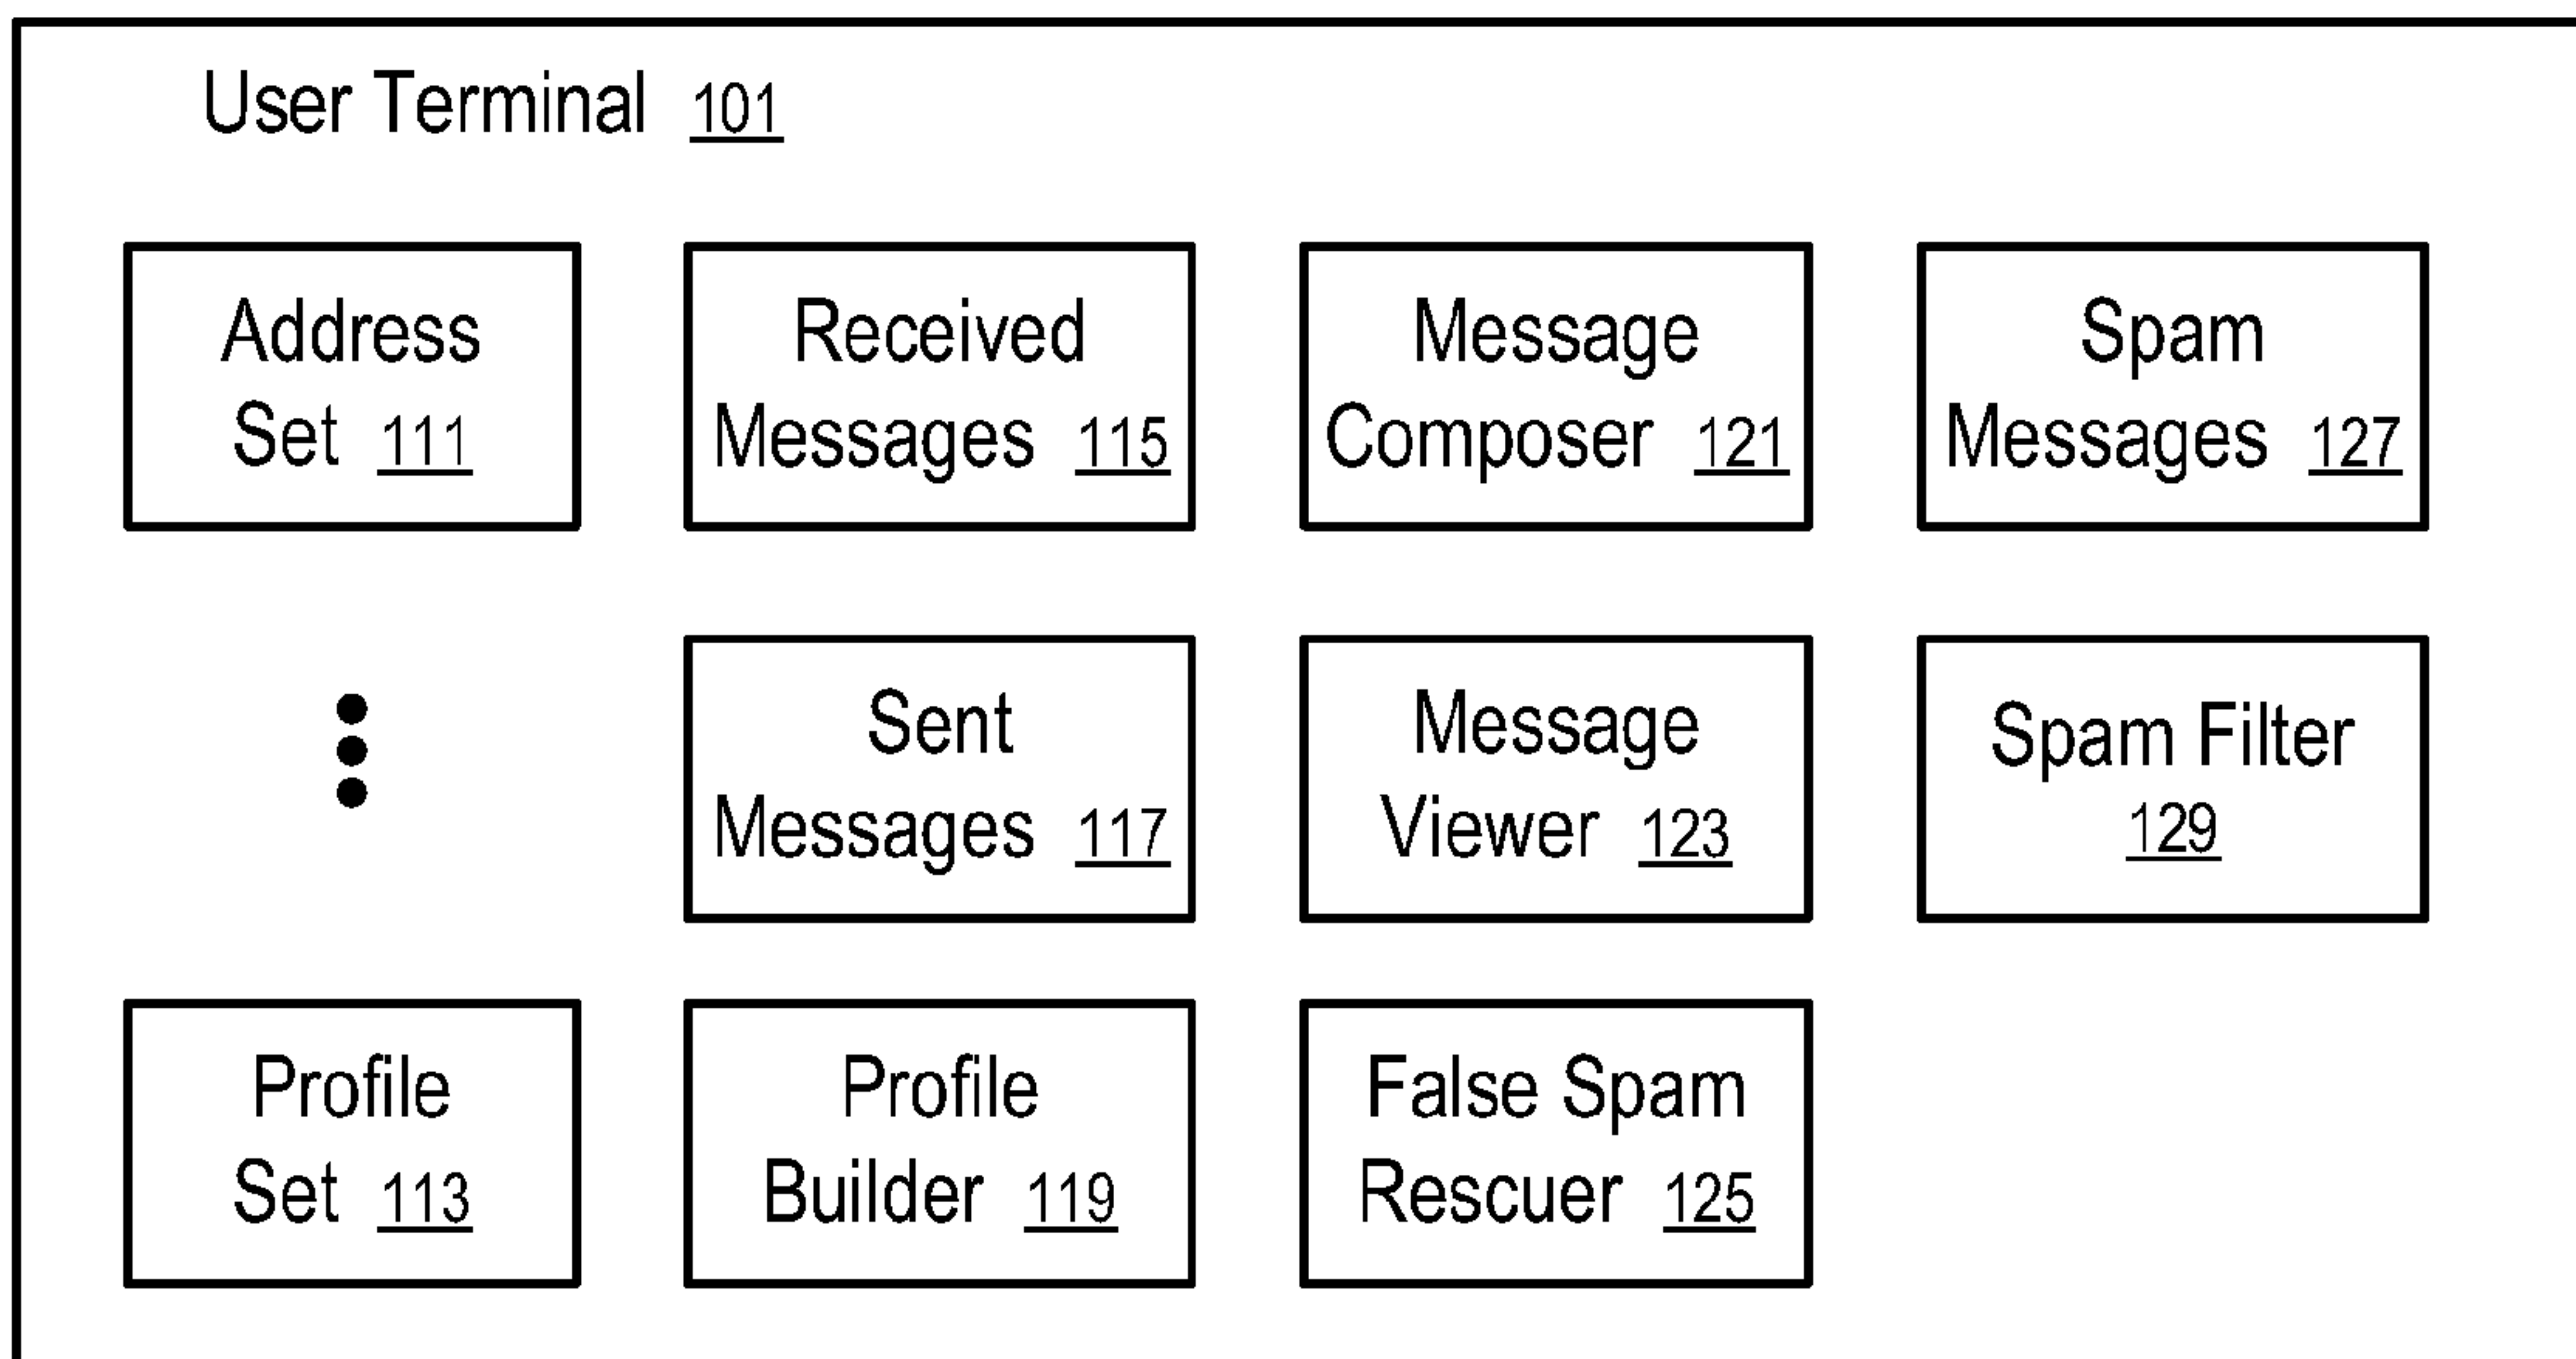 User Terminal 101
Address
Set 111
Received
Messages 115
Message
Composer 121
Spam
Messages 127
Sent
Messages 117
Message
Viewer 123
Spam Filter
129
Profile
Set 113
Profile
Builder 119
False Spam
Rescuer 125